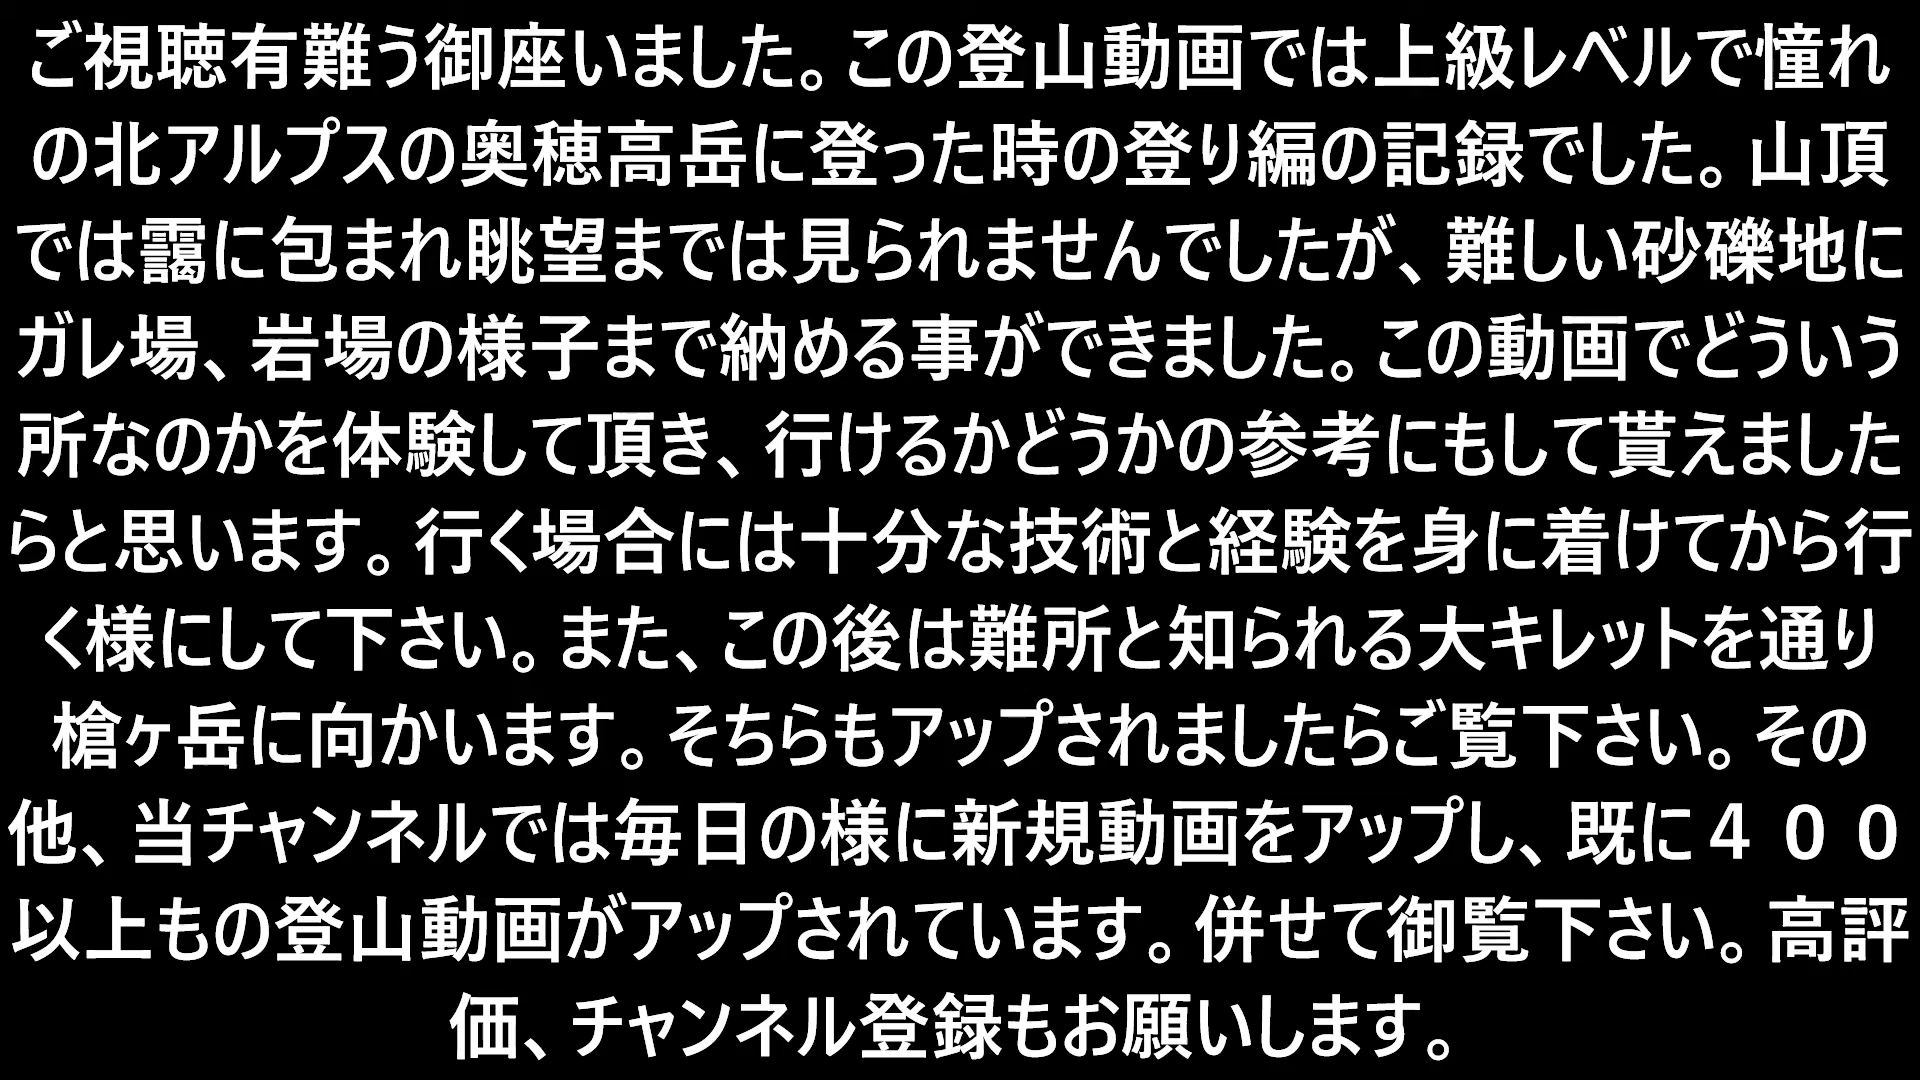 ご視聴有難う御座いました。この登山動画では上級レベルで憧れ
の北アルプスの奥穂高岳に登った時の登り編の記録でした。山頂
では靄に包まれ眺望までは見られませんでしたが、難しい砂礫地に
ガレ場、岩場の様子まで納める事ができました。この動画でどういう
所なのかを体験して頂き、行けるかどうかの参考にもして貰えました
らと思います。行く場合には十分な技術と経験を身に着けてから行
く様にして下さい。また、この後は難所と知られる大キレットを通り
槍ヶ岳に向かいます。そちらもアップされましたらご覧下さい。その
他、当チャンネルでは毎日の様に新規動画をアップし、既に４００
以上もの登山動画がアップされています。併せて御覧下さい。高評
価、チャンネル登録もお願いします。